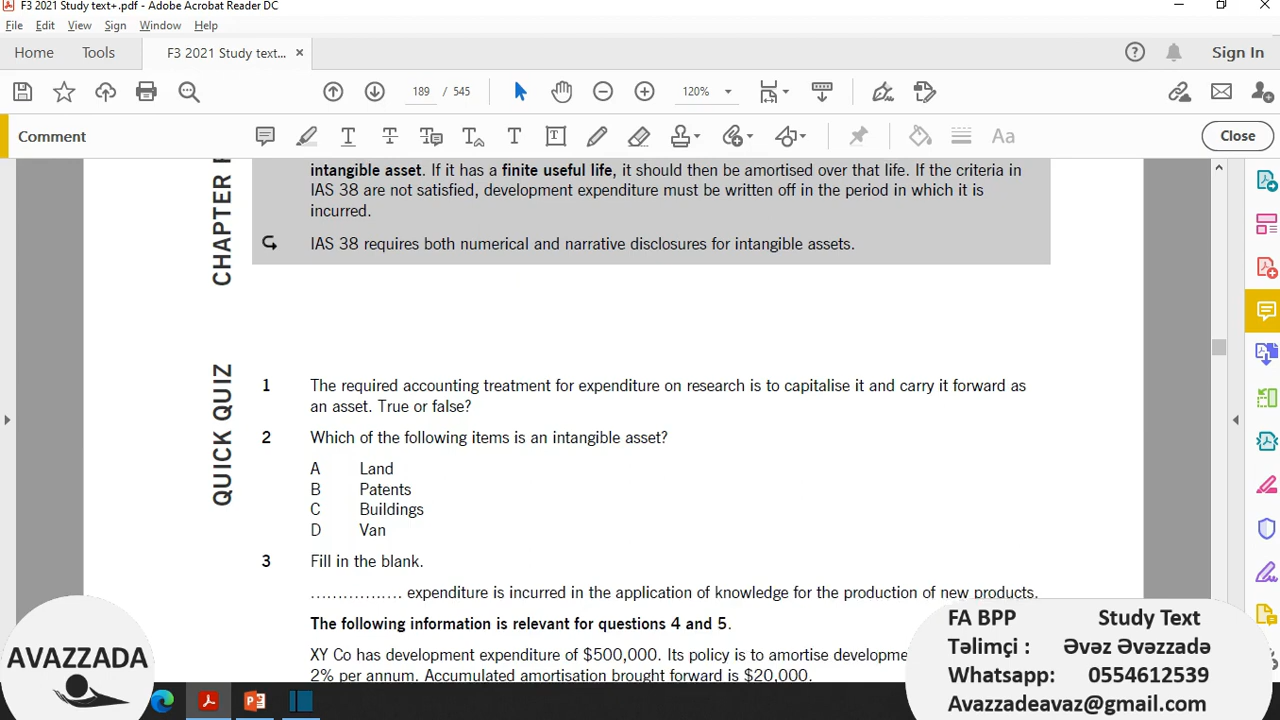 F3 2021 Study text+.pdf - Adobe Acrobat Reader DC
File Edit View Sign Window Help
Home Tools F3 2021 Study text... × Sign In
189 / 545 120%
Comment Close
intangible asset. If it has a finite useful life, it should then be amortised over that life. If the criteria in
IAS 38 are not satisfied, development expenditure must be written off in the period in which it is
incurred.
IAS 38 requires both numerical and narrative disclosures for intangible assets.
CHAPTER
QUICK QUIZ
1 The required accounting treatment for expenditure on research is to capitalise it and carry it forward as
an asset. True or false?
2 Which of the following items is an intangible asset?
A Land
B Patents
C Buildings
D Van
3 Fill in the blank.
................ expenditure is incurred in the application of knowledge for the production of new products.
The following information is relevant for questions 4 and 5.
XY Co has development expenditure of $500,000. Its policy is to amortise developme
2% per annum. Accumulated amortisation brought forward is $20,000.
AVAZZADA
FA BPP Study Text
Təlimçi : Əvəz Əvəzzadə
Whatsapp: 0554612539
Avazzadeavaz@gmail.com